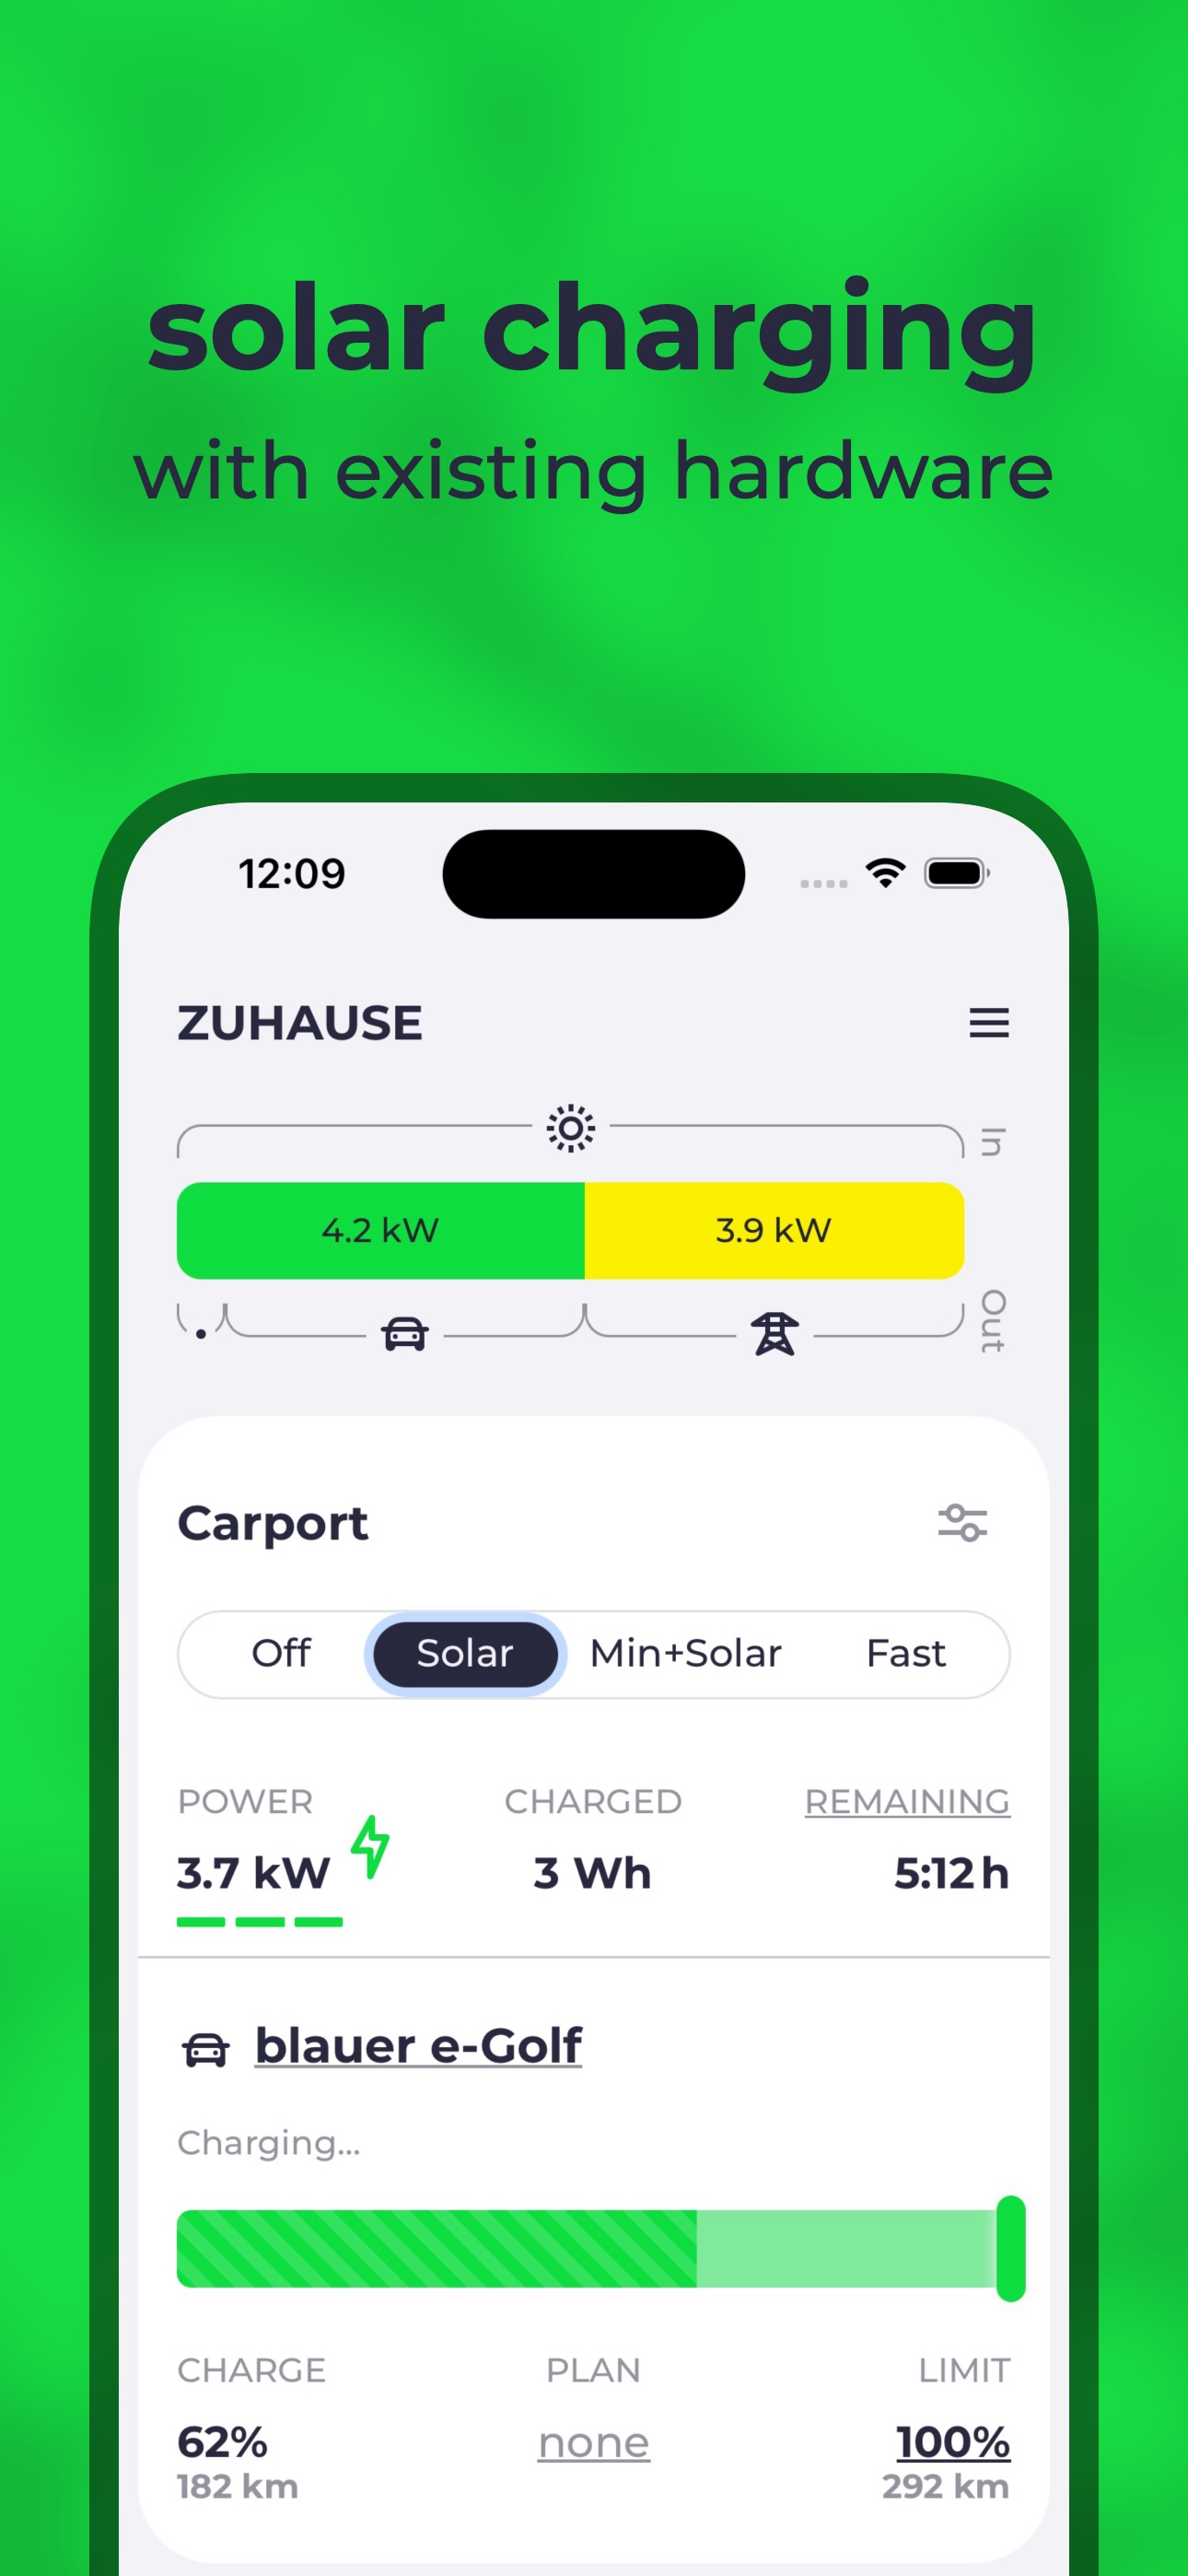 solar charging
with existing hardware
12:09
ZUHAUSE
In
4.2 kW 3.9 kW
Out
Carport
Off Solar Min+Solar Fast
POWER CHARGED REMAINING
3.7 kW 3 Wh 5:12 h
blauer e-Golf
Charging...
CHARGE PLAN LIMIT
62% none 100%
182 km 292 km